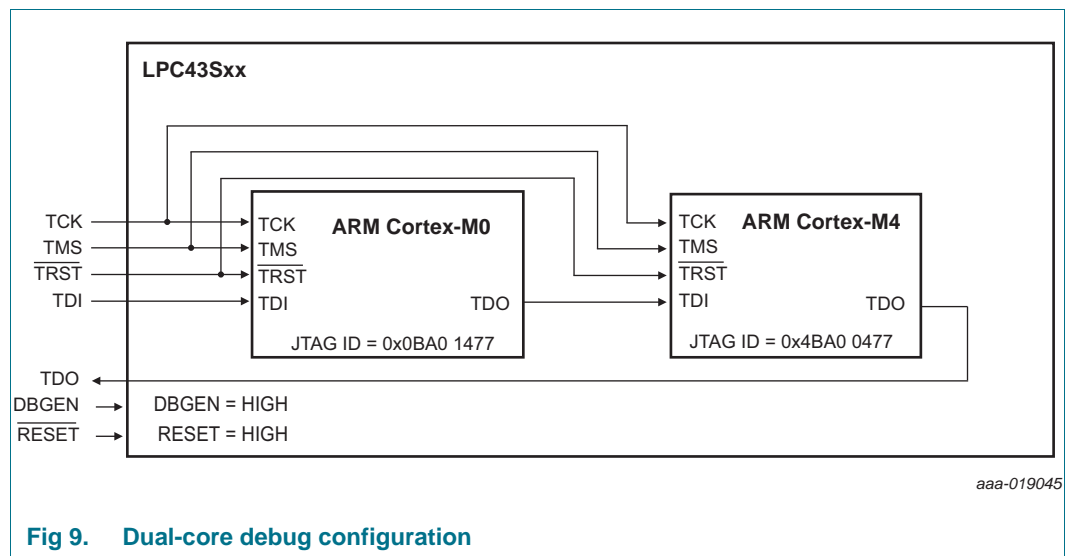 LPC43Sxx
TCK
TMS
TRST
TDI
TDO
DBGEN
RESET
TCK
TMS
TRST
TDI
ARM Cortex-M0
TDO
JTAG ID = 0x0BA0 1477
TCK
TMS
TRST
TDI
ARM Cortex-M4
TDO
JTAG ID = 0x4BA0 0477
DBGEN = HIGH
RESET = HIGH
aaa-019045
Fig 9. Dual-core debug configuration